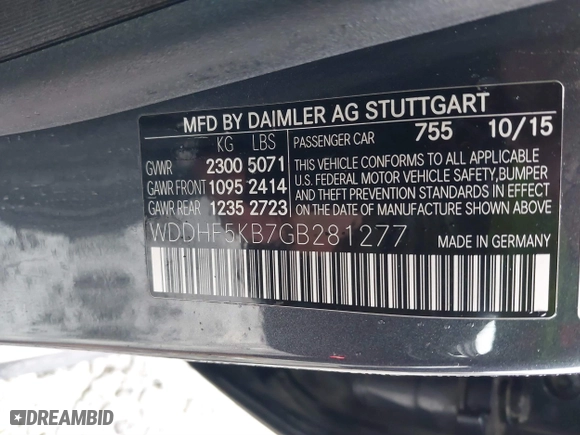 MFD BY DAIMLER AG STUTTGART
KG LBS PASSENGER CAR 755 10/15
GVWR 2300 5071
GAWR FRONT 1095 2414
GAWR REAR 1235 2723
THIS VEHICLE CONFORMS TO ALL APPLICABLE
U.S. FEDERAL MOTOR VEHICLE SAFETY,BUMPER
AND THEFT PREVENTION STANDARDS IN EFFECT
ON THE DATE OF MANUFACTURE SHOWN ABOVE.
WDDHF5KB7GB281277 MADE IN GERMANY
DREAMBID